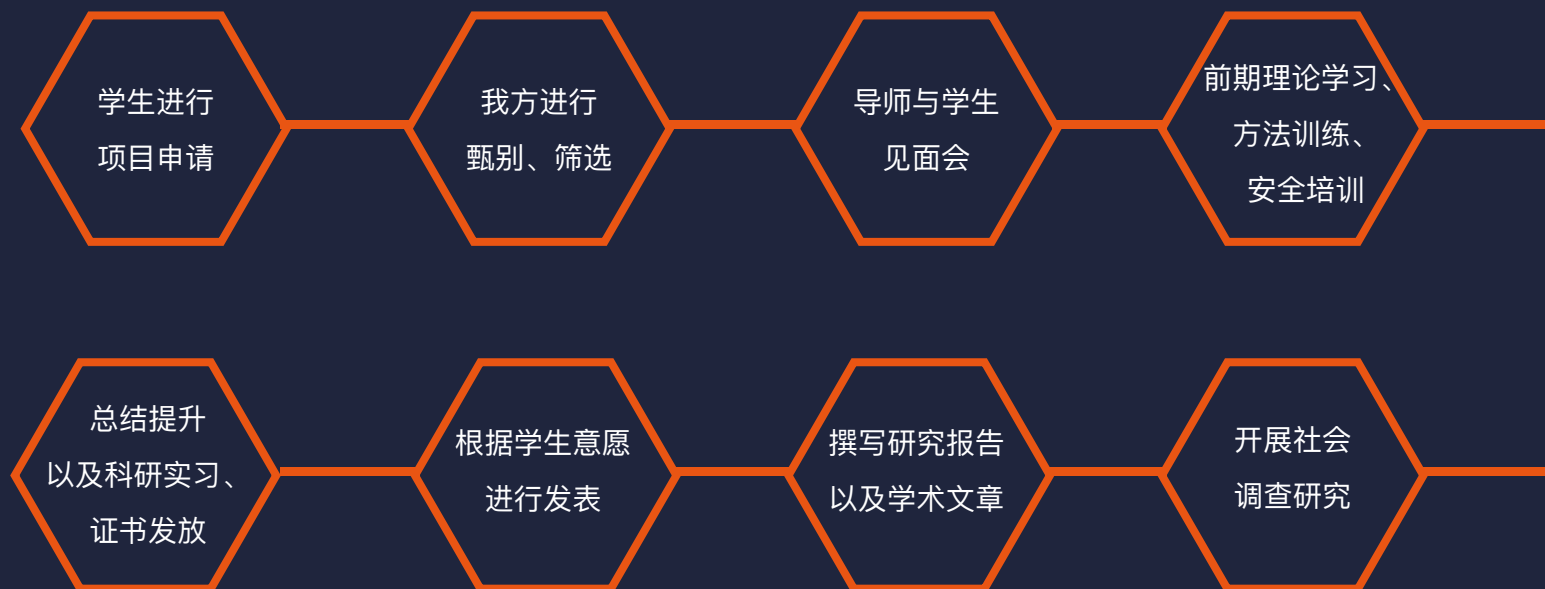 学生进行
项目申请
我方进行
甄别、筛选
导师与学生
见面会
前期理论学习、
方法训练、
安全培训
总结提升
以及科研实习、
证书发放
根据学生意愿
进行发表
撰写研究报告
以及学术文章
开展社会
调查研究